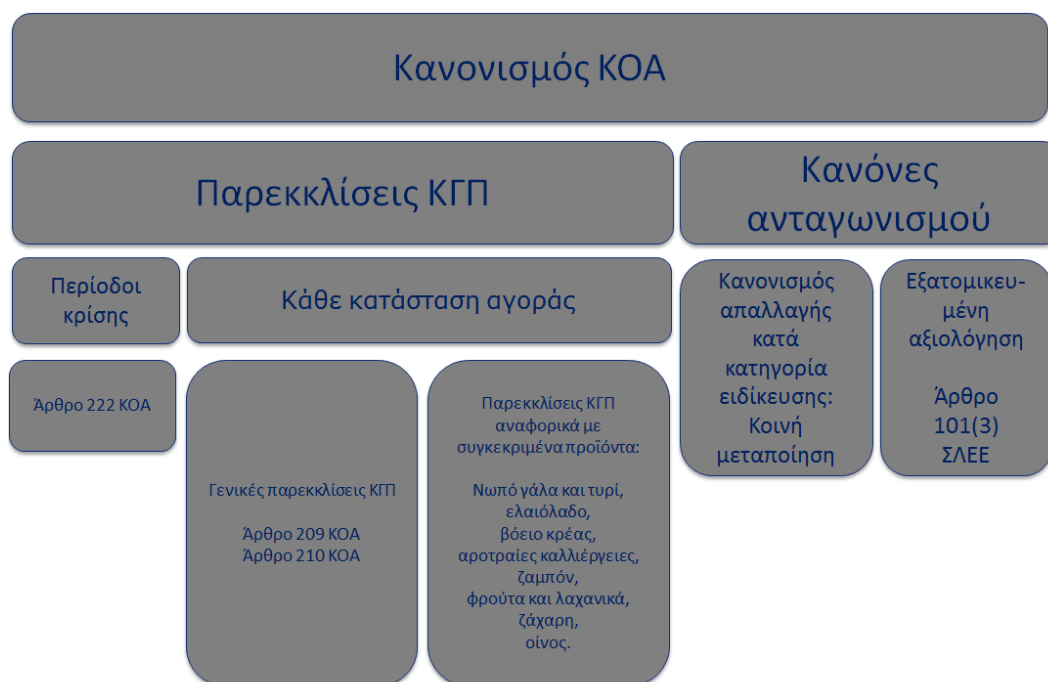 Κανονισμός ΚΟΑ
Παρεκκλίσεις ΚΓΠ
Κανόνες
ανταγωνισμού
Περίοδοι
κρίσης
Κάθε κατάσταση αγοράς
Κανονισμός
απαλλαγής
κατά
κατηγορία
ειδίκευσης:
Κοινή
μεταποίηση
Εξατομικευ-
μένη
αξιολόγηση
Άρθρο
101(3)
ΣΛΕΕ
Άρθρο 222 ΚΟΑ
Γενικές παρεκκλίσεις ΚΓΠ
Άρθρο 209 ΚΟΑ
Άρθρο 210 ΚΟΑ
Παρεκκλίσεις ΚΓΠ
αναφορικά με
συγκεκριμένα προϊόντα:
Νωπό γάλα και τυρί,
ελαιόλαδο,
βόειο κρέας,
αροτραίες καλλιέργειες,
ζαμπόν,
φρούτα και λαχανικά,
ζάχαρη,
οίνος.